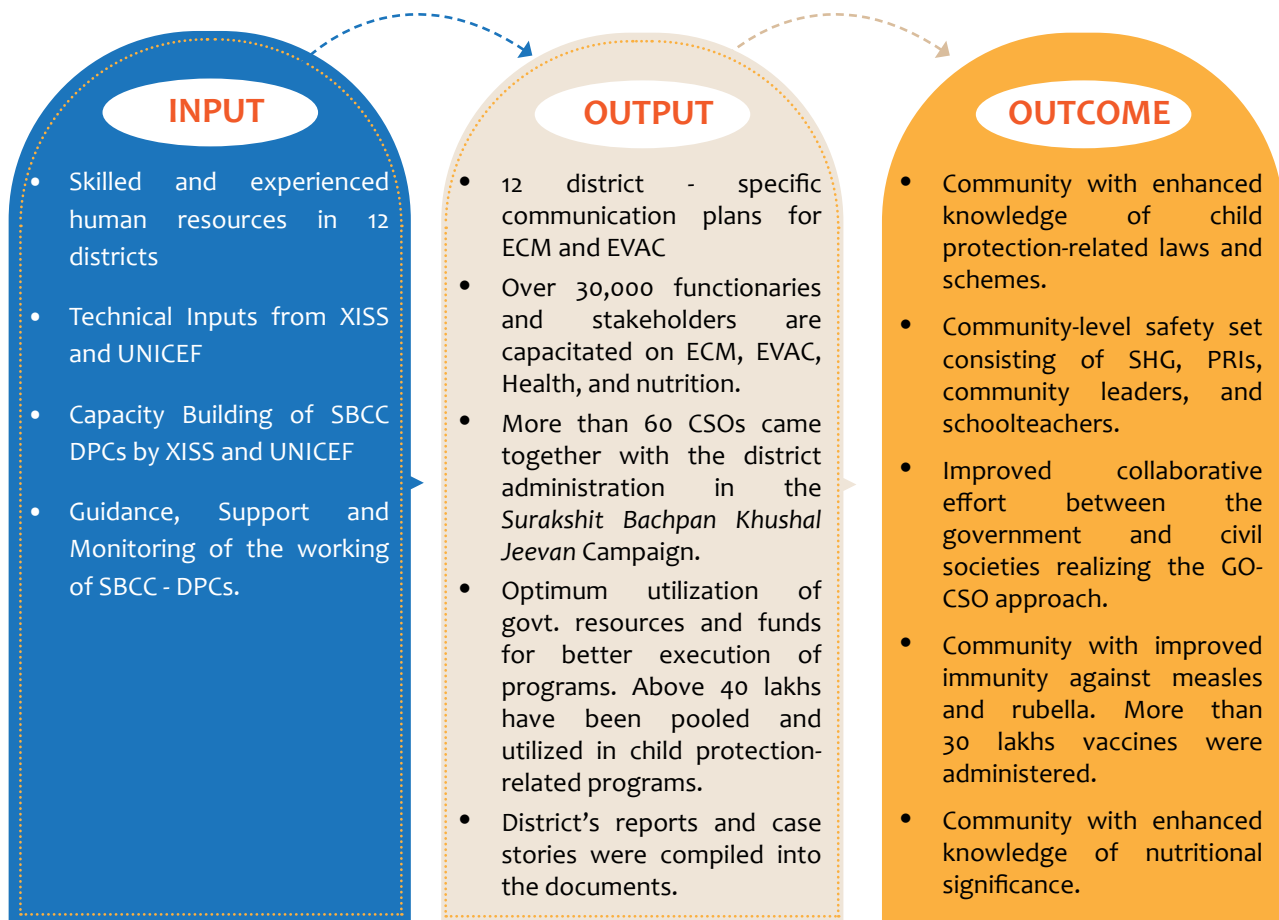 INPUT
• Skilled and experienced
human resources in 12
districts
• Technical Inputs from XISS
and UNICEF
• Capacity Building of SBCC
DPCs by XISS and UNICEF
• Guidance, Support and
Monitoring of the working
of SBCC - DPCs.
OUTPUT
• 12 district - specific
communication plans for
ECM and EVAC
• Over 30,000 functionaries
and stakeholders are
capacitated on ECM, EVAC,
Health, and nutrition.
• More than 60 CSOs came
together with the district
administration in the
Surakshit Bachpan Khushal
Jeevan Campaign.
• Optimum utilization of
govt. resources and funds
for better execution of
programs. Above 40 lakhs
have been pooled and
utilized in child protection-
related programs.
• District's reports and case
stories were compiled into
the documents.
OUTCOME
• Community with enhanced
knowledge of child
protection-related laws and
schemes.
• Community-level safety set
consisting of SHG, PRIs,
community leaders, and
schoolteachers.
• Improved collaborative
effort between the
government and civil
societies realizing the GO-
CSO approach.
• Community with improved
immunity against measles
and rubella. More than
30 lakhs vaccines were
administered.
• Community with enhanced
knowledge of nutritional
significance.